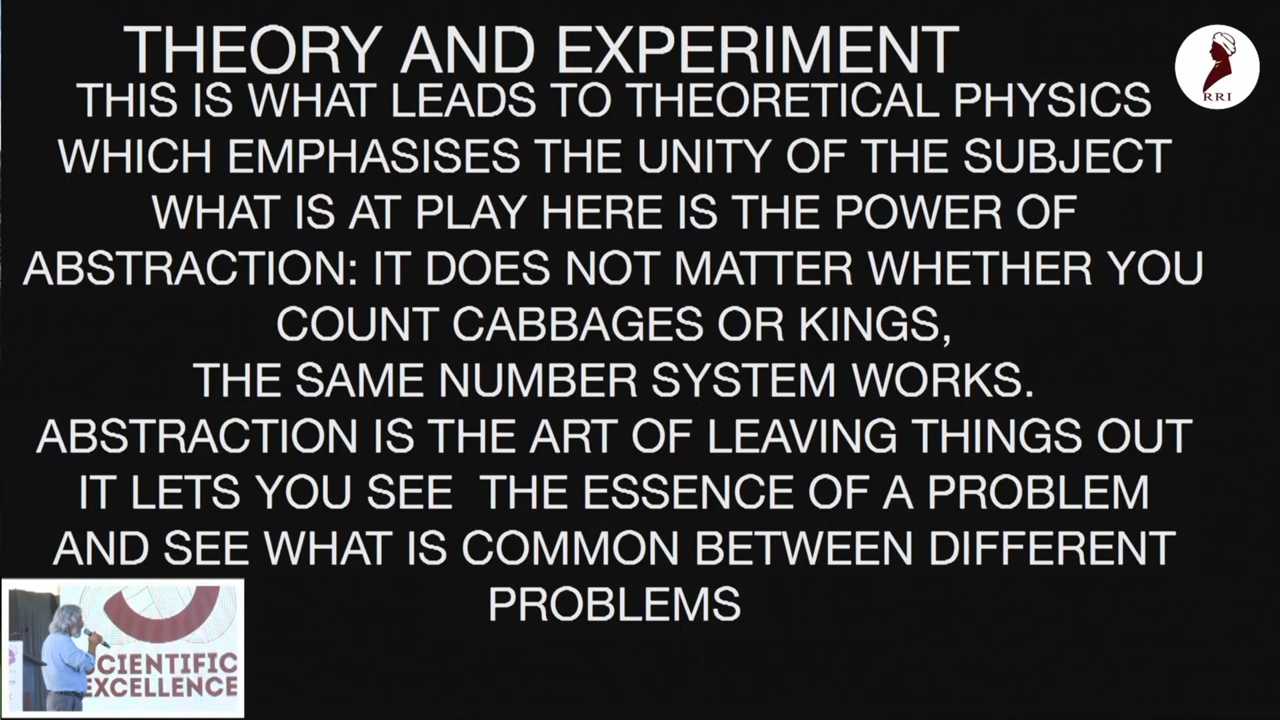 THEORY AND EXPERIMENT
THIS IS WHAT LEADS TO THEORETICAL PHYSICS
WHICH EMPHASISES THE UNITY OF THE SUBJECT
WHAT IS AT PLAY HERE IS THE POWER OF
ABSTRACTION: IT DOES NOT MATTER WHETHER YOU
COUNT CABBAGES OR KINGS,
THE SAME NUMBER SYSTEM WORKS.
ABSTRACTION IS THE ART OF LEAVING THINGS OUT
IT LETS YOU SEE  THE ESSENCE OF A PROBLEM
AND SEE WHAT IS COMMON BETWEEN DIFFERENT
PROBLEMS
RRI
CIENTIFIC
EXCELLENCE